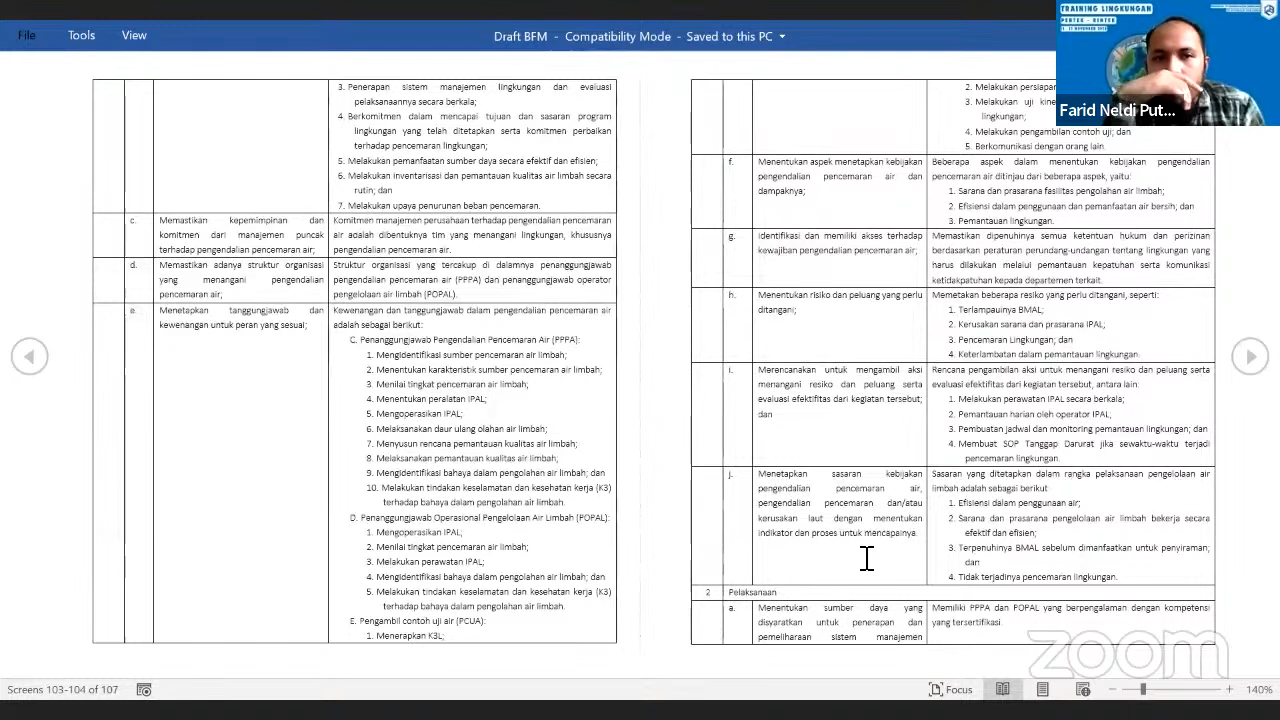 File Tools View
Draft BFM - Compatibility Mode - Saved to this PC
TRAINING LINGKUNGAN
PERTEK - RINTEK
Farid Neldi Put...
3. Penerapan sistem manajemen lingkungan dan evaluasi
pelaksanaannya secara berkala;
4. Berkomitmen dalam mencapai tujuan dan sasaran program
lingkungan yang telah ditetapkan serta komitmen perbaikan
terhadap pencemaran lingkungan;
5. Melakukan pemanfaatan sumber daya secara efektif dan efisien;
6. Melakukan inventarisasi dan pemantauan kualitas air limbah secara
rutin; dan
7. Melakukan upaya penurunan beban pencemaran.
c. Memastikan kepemimpinan dan
komitmen dari manajemen puncak
terhadap pengendalian pencemaran air;
Komitmen manajemen perusahaan terhadap pengendalian pencemaran
air adalah dibentuknya tim yang menangani lingkungan, khususnya
pengendalian pencemaran air.
d. Memastikan adanya struktur organisasi
yang menangani pengendalian
pencemaran air;
Struktur organisasi yang tercakup di dalamnya penanggungjawab
pengendalian pencemaran air (PPPA) dan penanggungjawab operator
pengelolaan air limbah (POPAL).
e. Menetapkan tanggungjawab dan
kewenangan untuk peran yang sesuai;
Kewenangan dan tanggungjawab dalam pengendalian pencemaran air
adalah sebagai berikut:
C. Penanggungjawab Pengendalian Pencemaran Air (PPPA):
1. Mengidentifikasi sumber pencemaran air limbah;
2. Menentukan karakteristik sumber pencemaran air limbah;
3. Menilai tingkat pencemaran air limbah;
4. Menentukan peralatan IPAL;
5. Mengoperasikan IPAL;
6. Melaksanakan daur ulang olahan air limbah;
7. Menyusun rencana pemantauan kualitas air limbah;
8. Melaksanakan pemantauan kualitas air limbah;
9. Mengidentifikasi bahaya dalam pengolahan air limbah; dan
10. Melakukan tindakan keselamatan dan kesehatan kerja (K3)
terhadap bahaya dalam pengolahan air limbah.
D. Penanggungjawab Operasional Pengelolaan Air Limbah (POPAL):
1. Mengoperasikan IPAL;
2. Menilai tingkat pencemaran air limbah;
3. Melakukan perawatan IPAL;
4. Mengidentifikasi bahaya dalam pengolahan air limbah; dan
5. Melakukan tindakan keselamatan dan kesehatan kerja (K3)
terhadap bahaya dalam pengolahan air limbah.
E. Pengambil contoh uji air (PCUA):
1. Menerapkan K3L;
2. Melakukan persiapan
3. Melakukan uji
lingkungan;
4. Melakukan pengambilan contoh uji; dan
5. Berkomunikasi dengan orang lain.
f. Menentukan aspek menetapkan kebijakan
pengendalian pencemaran air dan
dampaknya;
Beberapa aspek dalam menentukan kebijakan pengendalian
pencemaran air ditinjau dari beberapa aspek, yaitu:
1. Sarana dan prasarana fasilitas pengolahan air limbah;
2. Efisiensi dalam penggunaan dan pemanfaatan air bersih; dan
3. Pemantauan lingkungan.
g. Identifikasi dan memiliki akses terhadap
kewajiban pengendalian pencemaran air;
Memastikan dipenuhinya semua ketentuan hukum dan perizinan
berdasarkan peraturan perundang-undangan tentang lingkungan yang
harus dilakukan melalui pemantauan kepatuhan serta komunikasi
ketidakpatuhan kepada departemen terkait.
h. Menentukan risiko dan peluang yang perlu
ditangani;
Memetakan beberapa resiko yang perlu ditangani, seperti:
1. Terlampauinya BMAL;
2. Kerusakan sarana dan prasarana IPAL;
3. Pencemaran Lingkungan; dan
4. Keterlambatan dalam pemantauan lingkungan.
i. Merencanakan untuk mengambil aksi
menangani resiko dan peluang serta
evaluasi efektifitas dari kegiatan tersebut;
dan
Rencana pengambilan aksi untuk menangani resiko dan peluang serta
evaluasi efektifitas dari kegiatan tersebut, antara lain:
1. Melakukan perawatan IPAL secara berkala;
2. Pemantauan harian oleh operator IPAL;
3. Pembuatan jadwal dan monitoring pemantauan lingkungan; dan
4. Membuat SOP Tanggap Darurat jika sewaktu-waktu terjadi
pencemaran lingkungan.
j. Menetapkan sasaran kebijakan
pengendalian pencemaran air,
pengendalian pencemaran dan/atau
kerusakan laut dengan menentukan
indikator dan proses untuk mencapainya.
Sasaran yang ditetapkan dalam rangka pelaksanaan pengelolaan air
limbah adalah sebagai berikut
1. Efisiensi dalam penggunaan air;
2. Sarana dan prasarana pengelolaan air limbah bekerja secara
efektif dan efisien;
3. Terpenuhinya BMAL sebelum dimanfaatkan untuk penyiraman;
dan
4. Tidak terjadinya pencemaran lingkungan.
2 Pelaksanaan
a. Menentukan sumber daya yang
disyaratkan untuk penerapan dan
pemeliharaan sistem manajemen
Memiliki PPPA dan POPAL yang berpengalaman dengan kompetensi
yang tersertifikasi.
zoom
Screens 103-104 of 107
Focus
140%